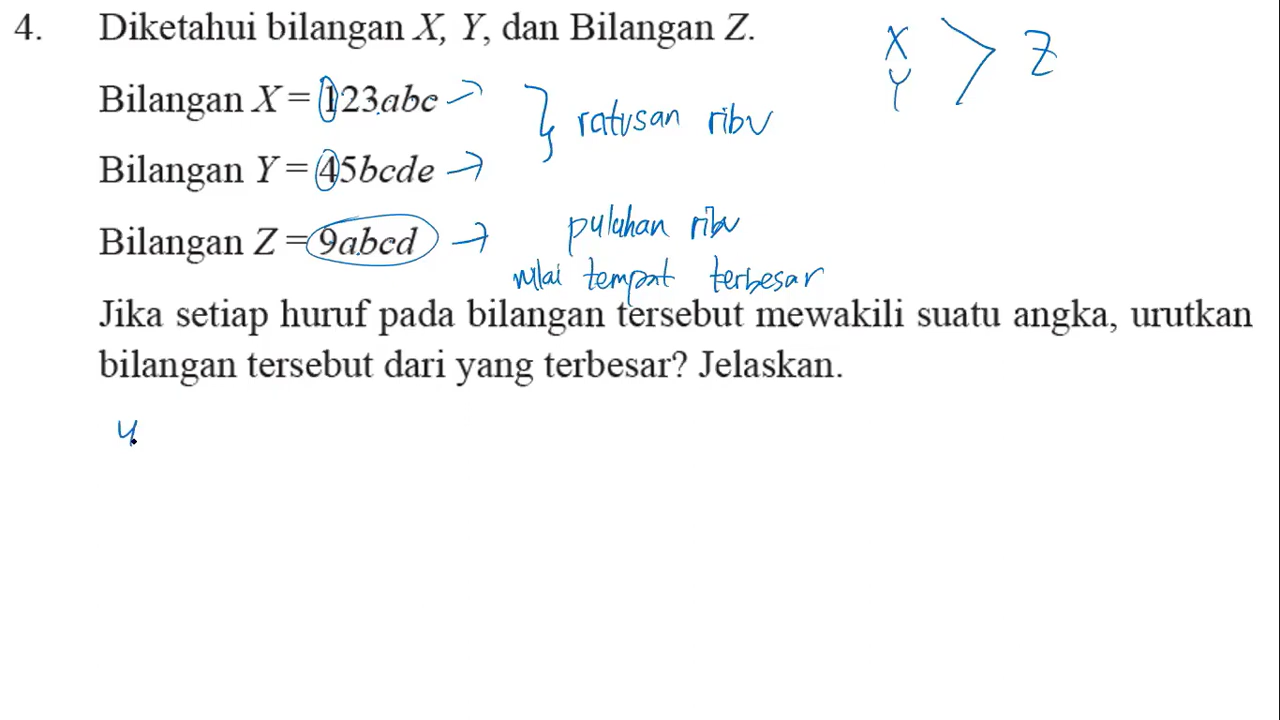 4. Diketahui bilangan X, Y, dan Bilangan Z.
X
Y > Z
Bilangan X = 123abc →
} ratusan ribu
Bilangan Y = 45bcde →
Bilangan Z = 9abcd → puluhan ribu
nilai tempat terbesar
Jika setiap huruf pada bilangan tersebut mewakili suatu angka, urutkan
bilangan tersebut dari yang terbesar? Jelaskan.
4